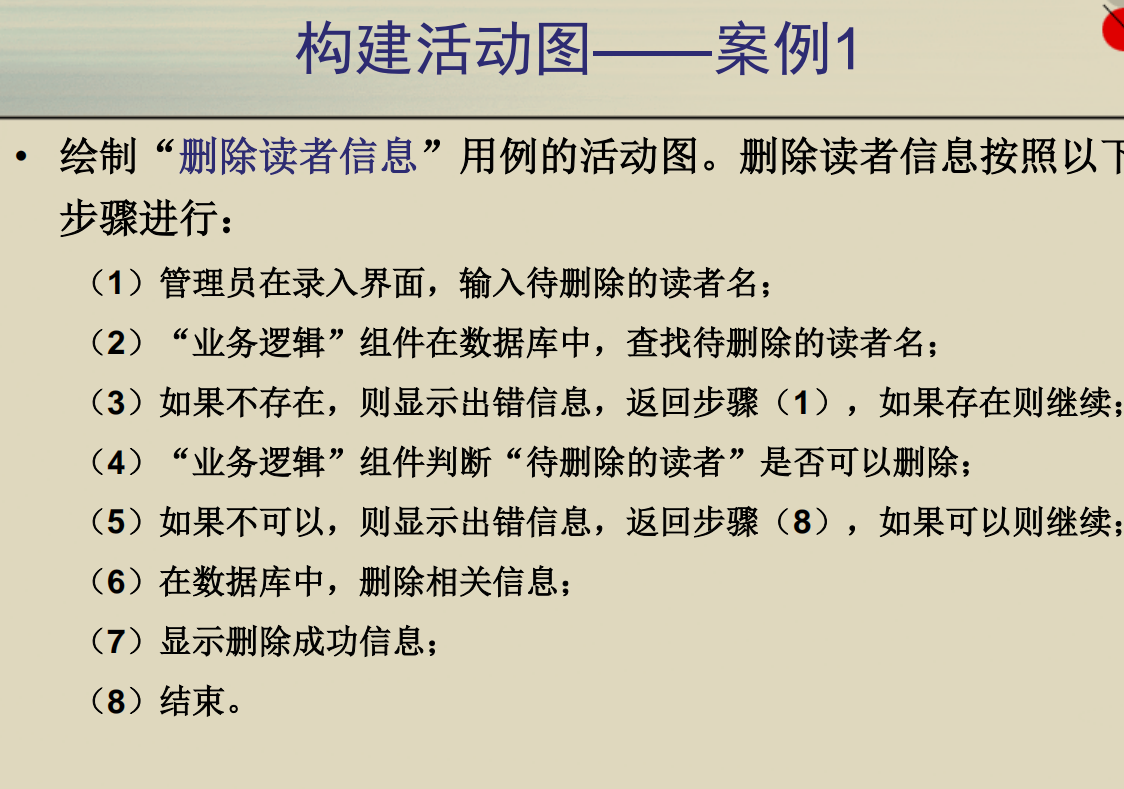 构建活动图——案例1
• 绘制“删除读者信息”用例的活动图。删除读者信息按照以下
步骤进行：
（1）管理员在录入界面，输入待删除的读者名；
（2）“业务逻辑”组件在数据库中，查找待删除的读者名；
（3）如果不存在，则显示出错信息，返回步骤（1），如果存在则继续；
（4）“业务逻辑”组件判断“待删除的读者”是否可以删除；
（5）如果不可以，则显示出错信息，返回步骤（8），如果可以则继续；
（6）在数据库中，删除相关信息；
（7）显示删除成功信息；
（8）结束。